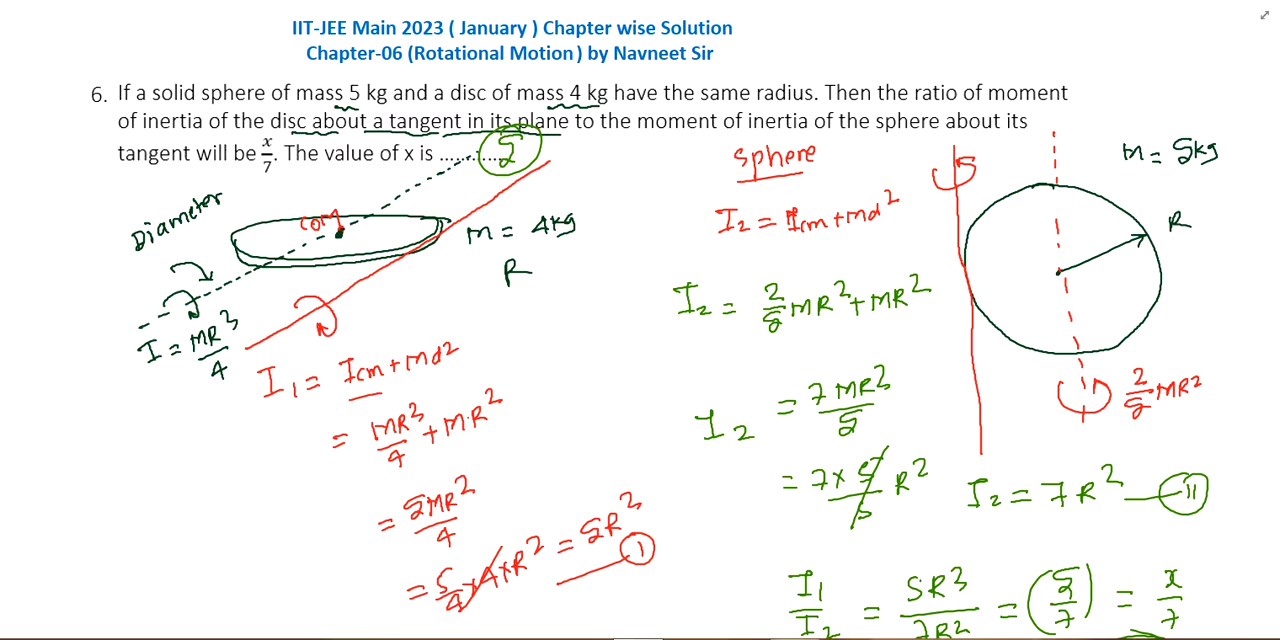 IIT-JEE Main 2023 ( January ) Chapter wise Solution
Chapter-06 (Rotational Motion) by Navneet Sir
6. If a solid sphere of mass 5 kg and a disc of mass 4 kg have the same radius. Then the ratio of moment
of inertia of the disc about a tangent in its plane to the moment of inertia of the sphere about its
tangent will be x/7. The value of x is ............ 5
Diameter
COM
m = 4kg
R
I = MR²/4
I₁ = Icm + md²
= MR²/4 + M·R²
= 5MR²/4
= 5/4 × 4 × R² = 5R² ①
Sphere
I₂ = Icm + md²
I₂ = 2/5 MR² + MR²
I₂ = 7MR²/5
= 7 × 5/5 R²
I₂ = 7R² — II
m = 5kg
R
2/5 MR²
I₁/I₂ = 5R²/7R² = (5/7) = x/7